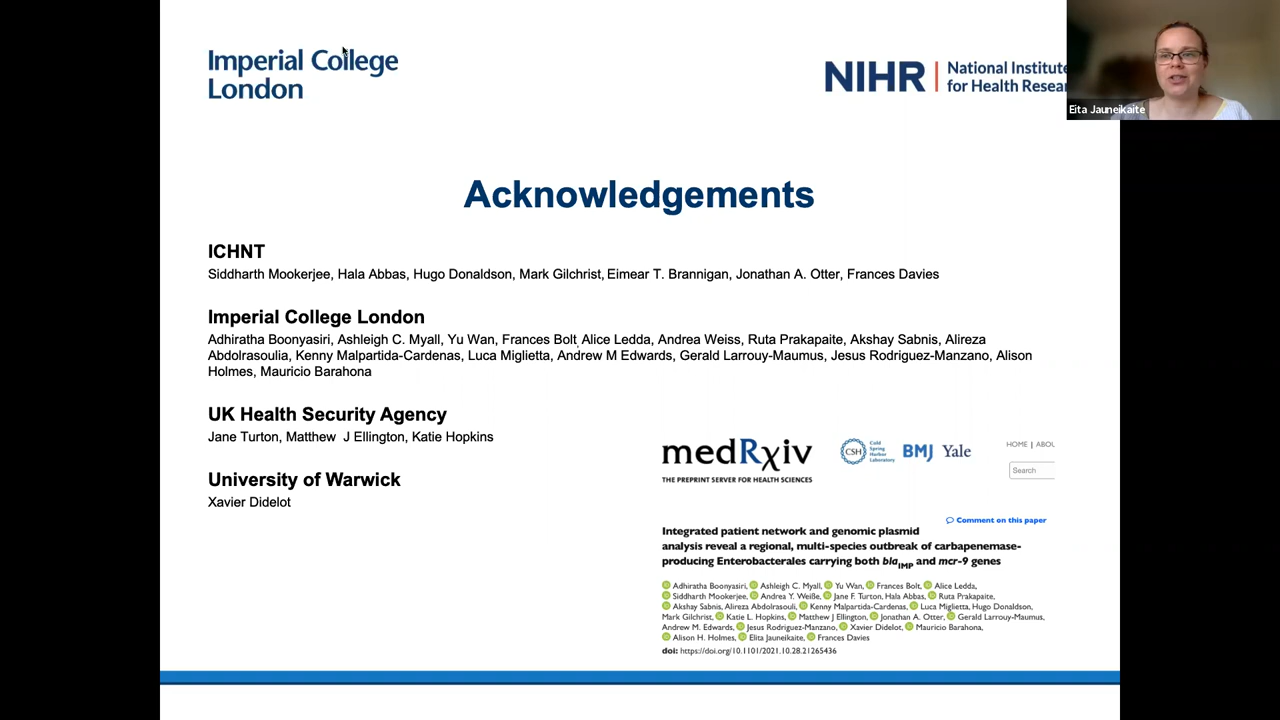 Imperial College
London
NIHR | National Institute
for Health Resear
Eita Jauneikaite
Acknowledgements
ICHNT
Siddharth Mookerjee, Hala Abbas, Hugo Donaldson, Mark Gilchrist, Eimear T. Brannigan, Jonathan A. Otter, Frances Davies
Imperial College London
Adhiratha Boonyasiri, Ashleigh C. Myall, Yu Wan, Frances Bolt, Alice Ledda, Andrea Weiss, Ruta Prakapaite, Akshay Sabnis, Alireza
Abdolrasoulia, Kenny Malpartida-Cardenas, Luca Miglietta, Andrew M Edwards, Gerald Larrouy-Maumus, Jesus Rodriguez-Manzano, Alison
Holmes, Mauricio Barahona
UK Health Security Agency
Jane Turton, Matthew J Ellington, Katie Hopkins
University of Warwick
Xavier Didelot
medRxiv
THE PREPRINT SERVER FOR HEALTH SCIENCES
CSH
Cold
Spring
Harbor
Laboratory
BMJ
Yale
HOME | ABOU
Search
Comment on this paper
Integrated patient network and genomic plasmid
analysis reveal a regional, multi-species outbreak of carbapenemase-
producing Enterobacterales carrying both blaIMP and mcr-9 genes
Adhiratha Boonyasiri, Ashleigh C. Myall, Yu Wan, Frances Bolt, Alice Ledda,
Siddharth Mookerjee, Andrea Y. Weiße, Jane F. Turton, Hala Abbas, Ruta Prakapaite,
Akshay Sabnis, Alireza Abdolrasouli, Kenny Malpartida-Cardenas, Luca Miglietta, Hugo Donaldson,
Mark Gilchrist, Katie L. Hopkins, Matthew J Ellington, Jonathan A. Otter, Gerald Larrouy-Maumus,
Andrew M. Edwards, Jesus Rodriguez-Manzano, Xavier Didelot, Mauricio Barahona,
Alison H. Holmes, Elita Jauneikaite, Frances Davies
doi: https://doi.org/10.1101/2021.10.28.21265436